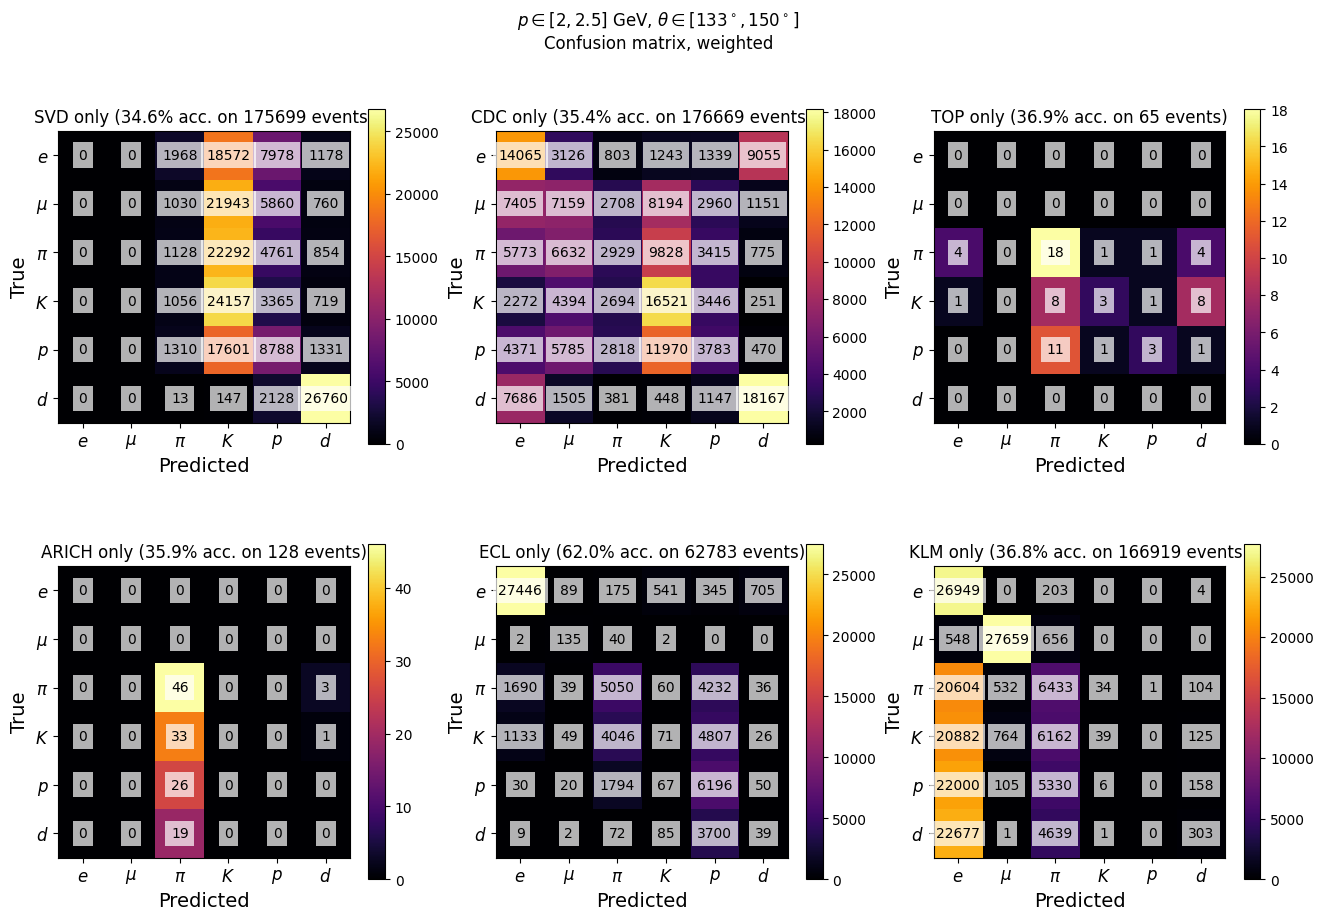 p ∈ [2, 2.5] GeV, θ ∈ [133°, 150°]
Confusion matrix, weighted
SVD only (34.6% acc. on 175699 events
True
e 0 0 1968 18572 7978 1178
μ 0 0 1030 21943 5860 760
π 0 0 1128 22292 4761 854
K 0 0 1056 24157 3365 719
p 0 0 1310 17601 8788 1331
d 0 0 13 147 2128 26760
e μ π K p d
Predicted
25000
20000
15000
10000
5000
0
CDC only (35.4% acc. on 176669 events
True
e 14065 3126 803 1243 1339 9055
μ 7405 7159 2708 8194 2960 1151
π 5773 6632 2929 9828 3415 775
K 2272 4394 2694 16521 3446 251
p 4371 5785 2818 11970 3783 470
d 7686 1505 381 448 1147 18167
e μ π K p d
Predicted
18000
16000
14000
12000
10000
8000
6000
4000
2000
TOP only (36.9% acc. on 65 events)
True
e 0 0 0 0 0 0
μ 0 0 0 0 0 0
π 4 0 18 1 1 4
K 1 0 8 3 1 8
p 0 0 11 1 3 1
d 0 0 0 0 0 0
e μ π K p d
Predicted
18
16
14
12
10
8
6
4
2
0
ARICH only (35.9% acc. on 128 events)
True
e 0 0 0 0 0 0
μ 0 0 0 0 0 0
π 0 0 46 0 0 3
K 0 0 33 0 0 1
p 0 0 26 0 0 0
d 0 0 19 0 0 0
e μ π K p d
Predicted
40
30
20
10
0
ECL only (62.0% acc. on 62783 events)
True
e 27446 89 175 541 345 705
μ 2 135 40 2 0 0
π 1690 39 5050 60 4232 36
K 1133 49 4046 71 4807 26
p 30 20 1794 67 6196 50
d 9 2 72 85 3700 39
e μ π K p d
Predicted
25000
20000
15000
10000
5000
0
KLM only (36.8% acc. on 166919 events
True
e 26949 0 203 0 0 4
μ 548 27659 656 0 0 0
π 20604 532 6433 34 1 104
K 20882 764 6162 39 0 125
p 22000 105 5330 6 0 158
d 22677 1 4639 1 0 303
e μ π K p d
Predicted
25000
20000
15000
10000
5000
0